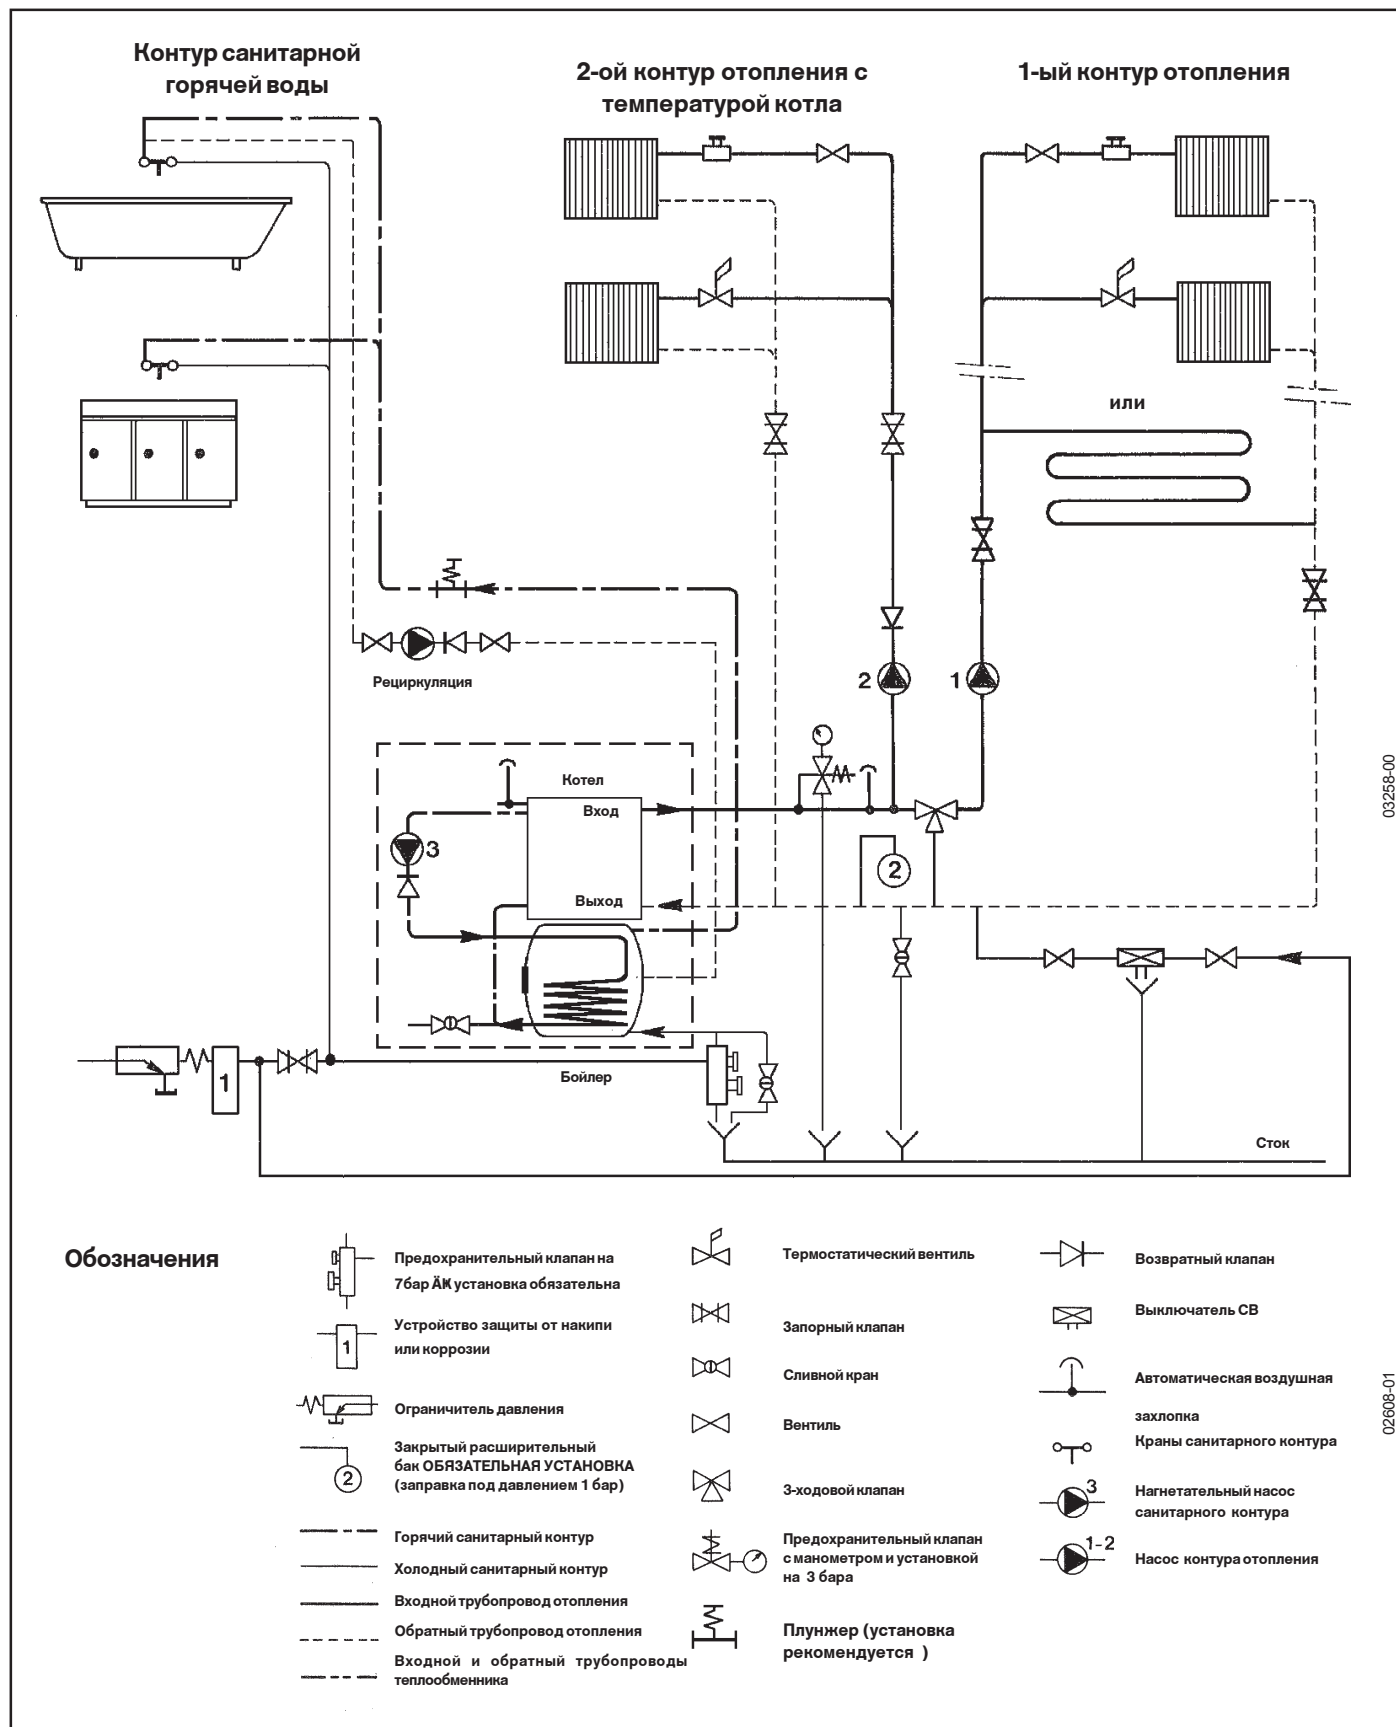 Контур санитарной
горячей воды
2-ой контур отопления с
температурой котла
1-ый контур отопления
или
Рециркуляция
2
1
Котел
Вход
3
2
Выход
1
Бойлер
Сток
03258-00
Обозначения
Предохранительный клапан на
7бар ÄЖ установка обязательна
1
Устройство защиты от накипи
или коррозии
Ограничитель давления
2
Закрытый расширительный
бак ОБЯЗАТЕЛЬНАЯ УСТАНОВКА
(заправка под давлением 1 бар)
Горячий санитарный контур
Холодный санитарный контур
Входной трубопровод отопления
Обратный трубопровод отопления
Входной и обратный трубопроводы
теплообменника
Термостатический вентиль
Запорный клапан
Сливной кран
Вентиль
3-ходовой клапан
Предохранительный клапан
с манометром и установкой
на 3 бара
Плунжер (установка
рекомендуется )
Возвратный клапан
Выключатель СВ
Автоматическая воздушная
захлопка
Краны санитарного контура
3
Нагнетательный насос
санитарного контура
1-2
Насос контура отопления
02608-01